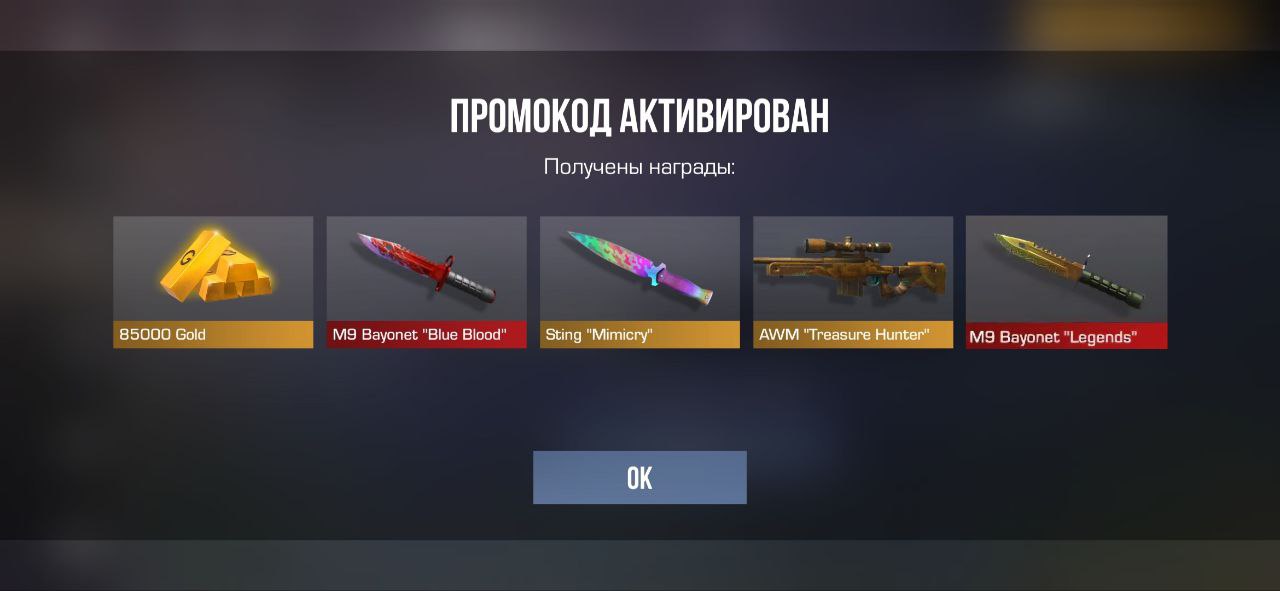 ПРОМОКОД АКТИВИРОВАН
Получены награды:
85000 Gold
M9 Bayonet "Blue Blood"
Sting "Mimicry"
AWM "Treasure Hunter"
M9 Bayonet "Legends"
OK